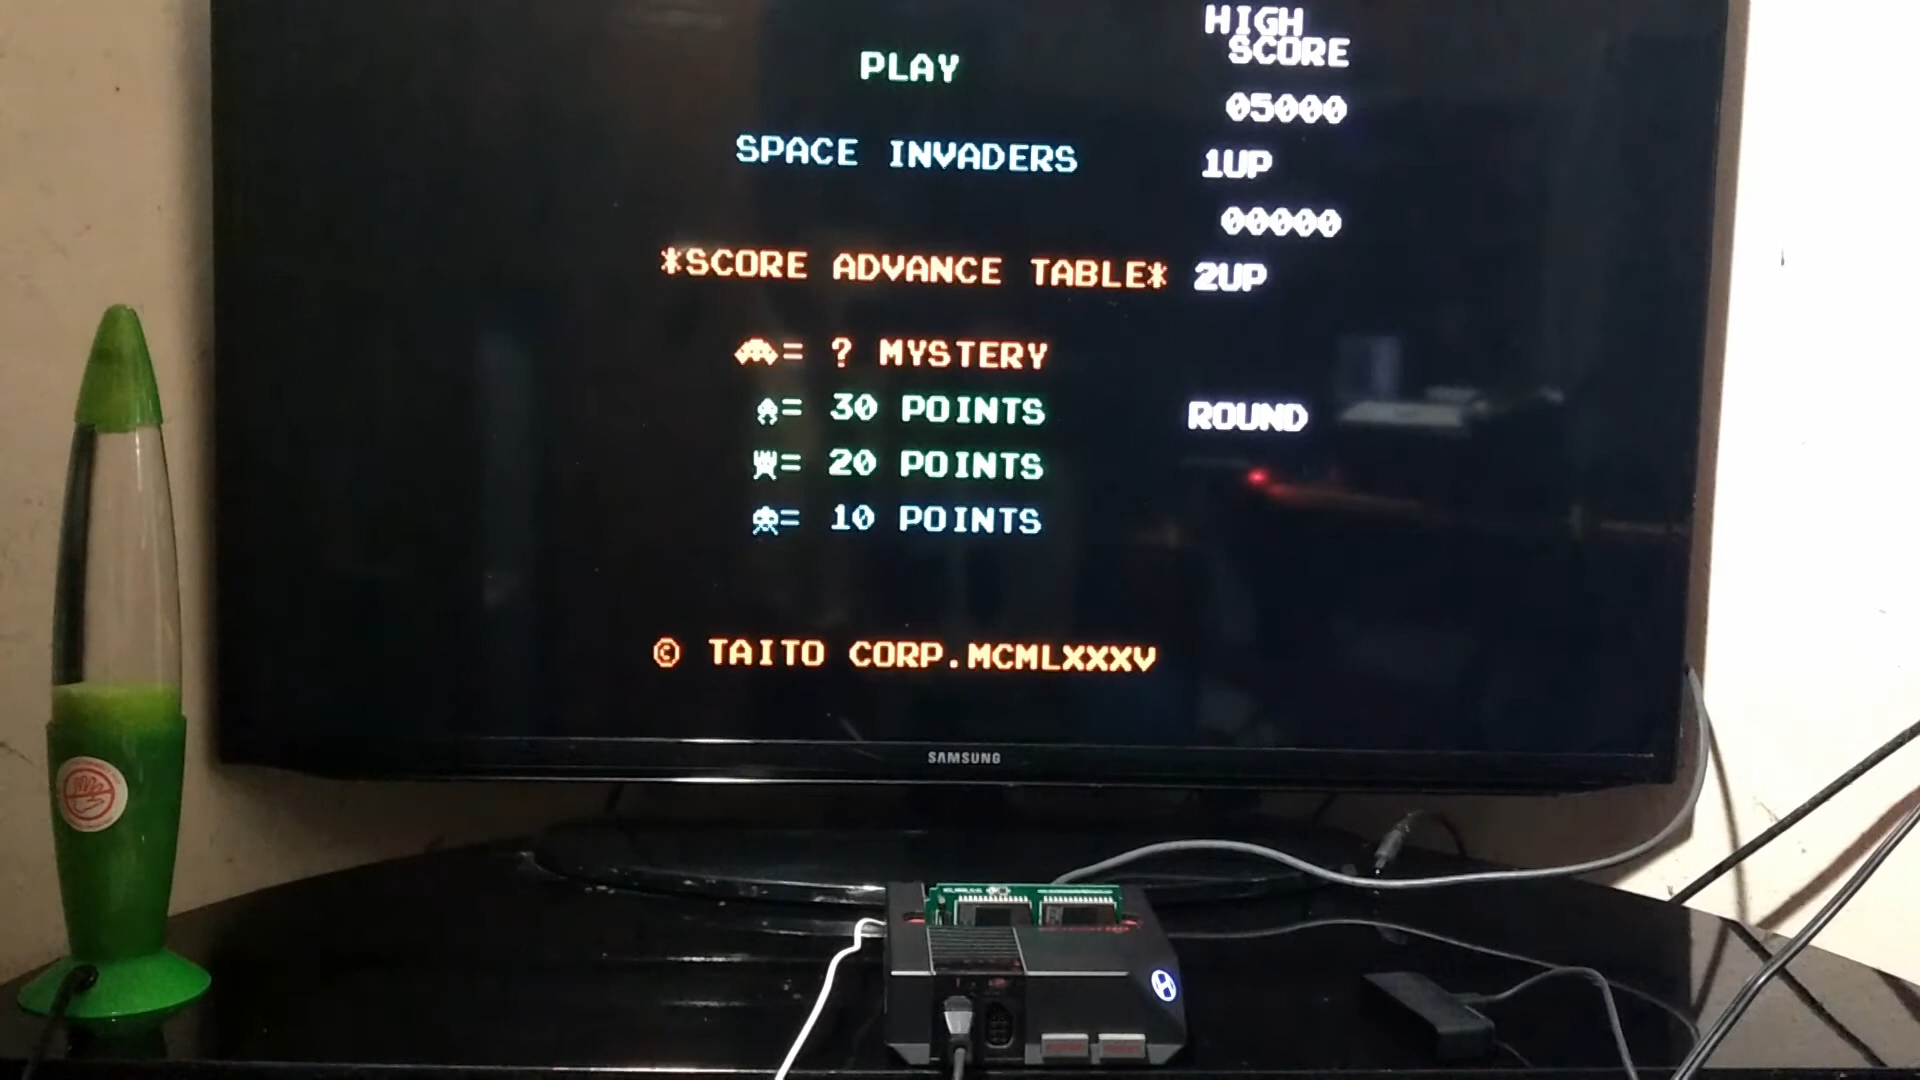 HIGH
SCORE
PLAY
05000
SPACE INVADERS
1UP
00000
*SCORE ADVANCE TABLE*
2UP
= ? MYSTERY
= 30 POINTS
ROUND
= 20 POINTS
= 10 POINTS
© TAITO CORP.MCMLXXXV
SAMSUNG